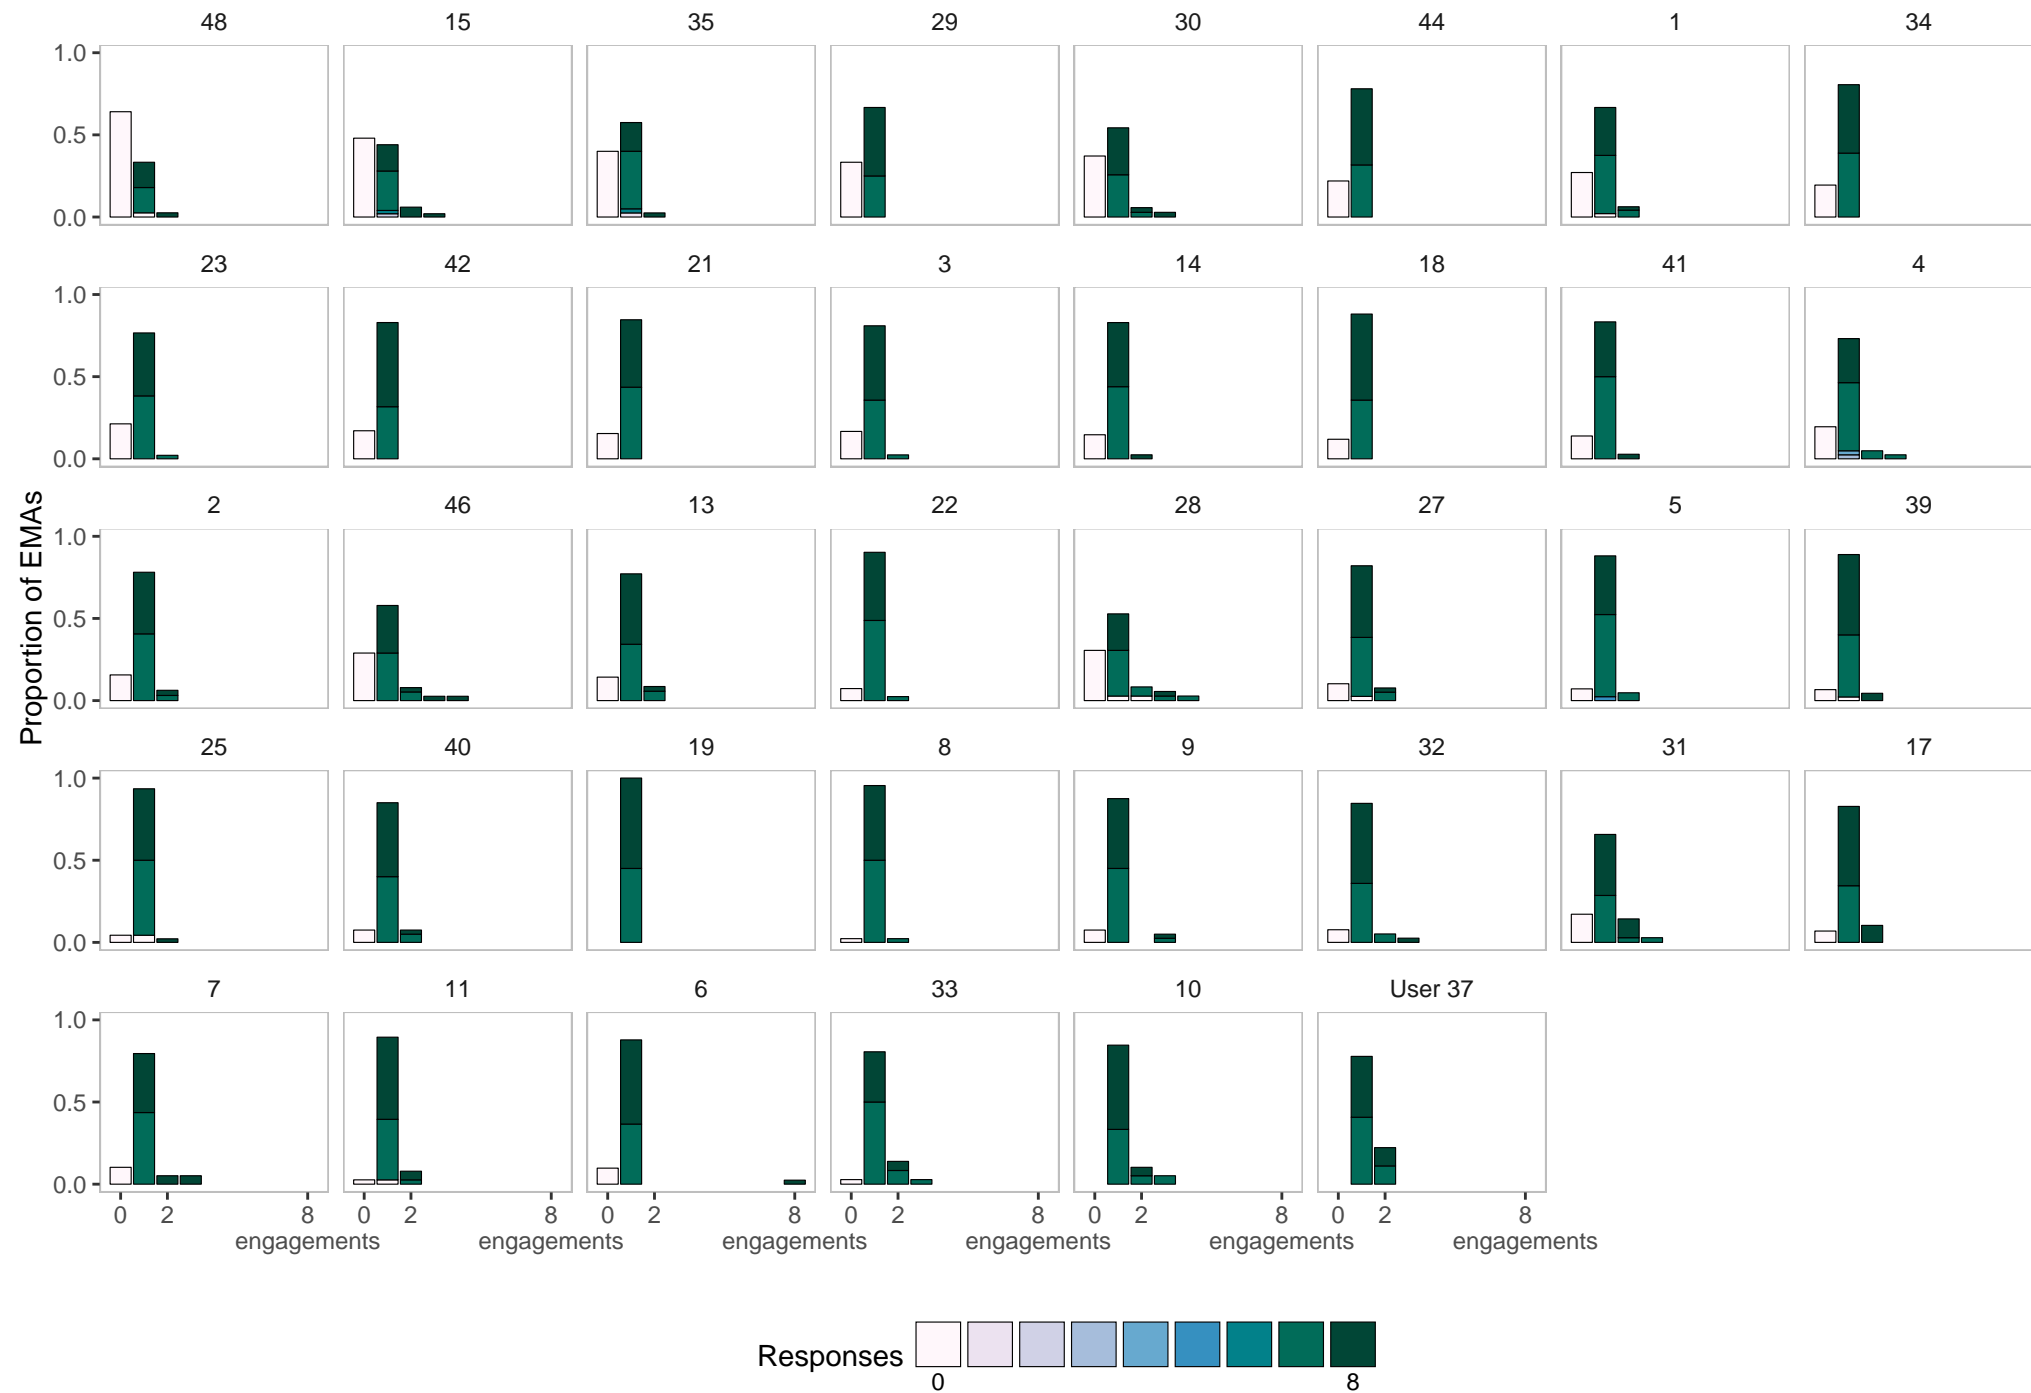 48 15 35 29 30 44 1 34
1.0
0.5
0.0
23 42 21 3 14 18 41 4
1.0
0.5
0.0
2 46 13 22 28 27 5 39
1.0
0.5
0.0
Proportion of EMAs
25 40 19 8 9 32 31 17
1.0
0.5
0.0
7 11 6 33 10 User 37
1.0
0.5
0.0
0 2 8 0 2 8 0 2 8 0 2 8 0 2 8 0 2 8
engagements engagements engagements engagements engagements engagements
Responses
0 8